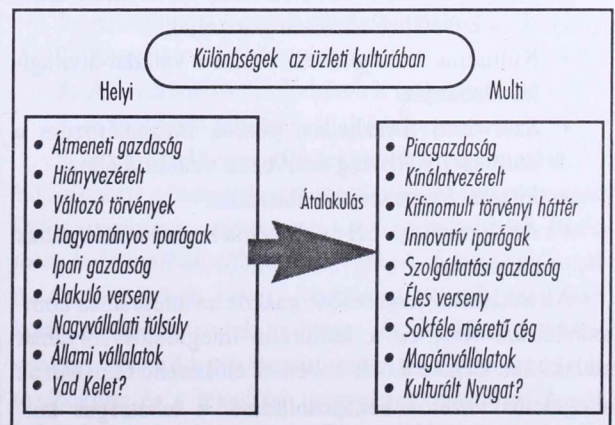 Különbségek az üzleti kultúrában
Helyi
• Átmeneti gazdaság
• Hiányvezérelt
• Változó törvények
• Hagyományos iparágak
• Ipari gazdaság
• Alakuló verseny
• Nagyvállalati túlsúly
• Állami vállalatok
• Vad Kelet?
Átalakulás
Multi
• Piacgazdaság
• Kínálatvezérelt
• Kifinomult törvényi háttér
• Innovatív iparágak
• Szolgáltatási gazdaság
• Éles verseny
• Sokféle méretű cég
• Magánvállalatok
• Kulturált Nyugat?